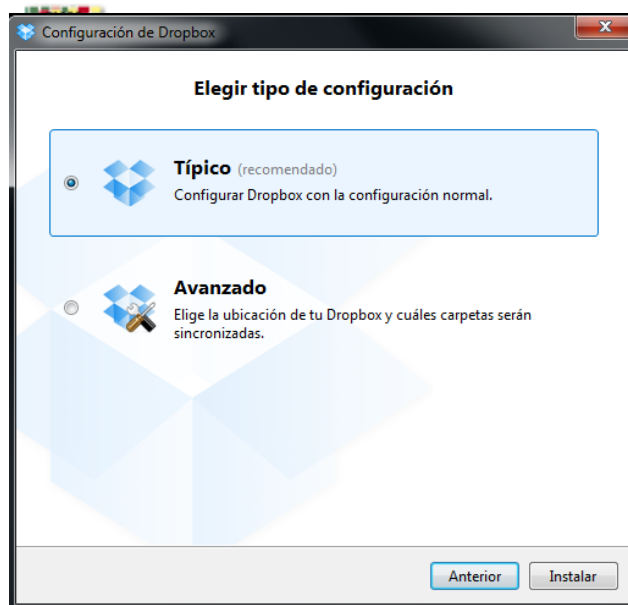 Configuración de Dropbox
Elegir tipo de configuración
Típico (recomendado)
Configurar Dropbox con la configuración normal.
Avanzado
Elige la ubicación de tu Dropbox y cuáles carpetas serán
sincronizadas.
Anterior
Instalar